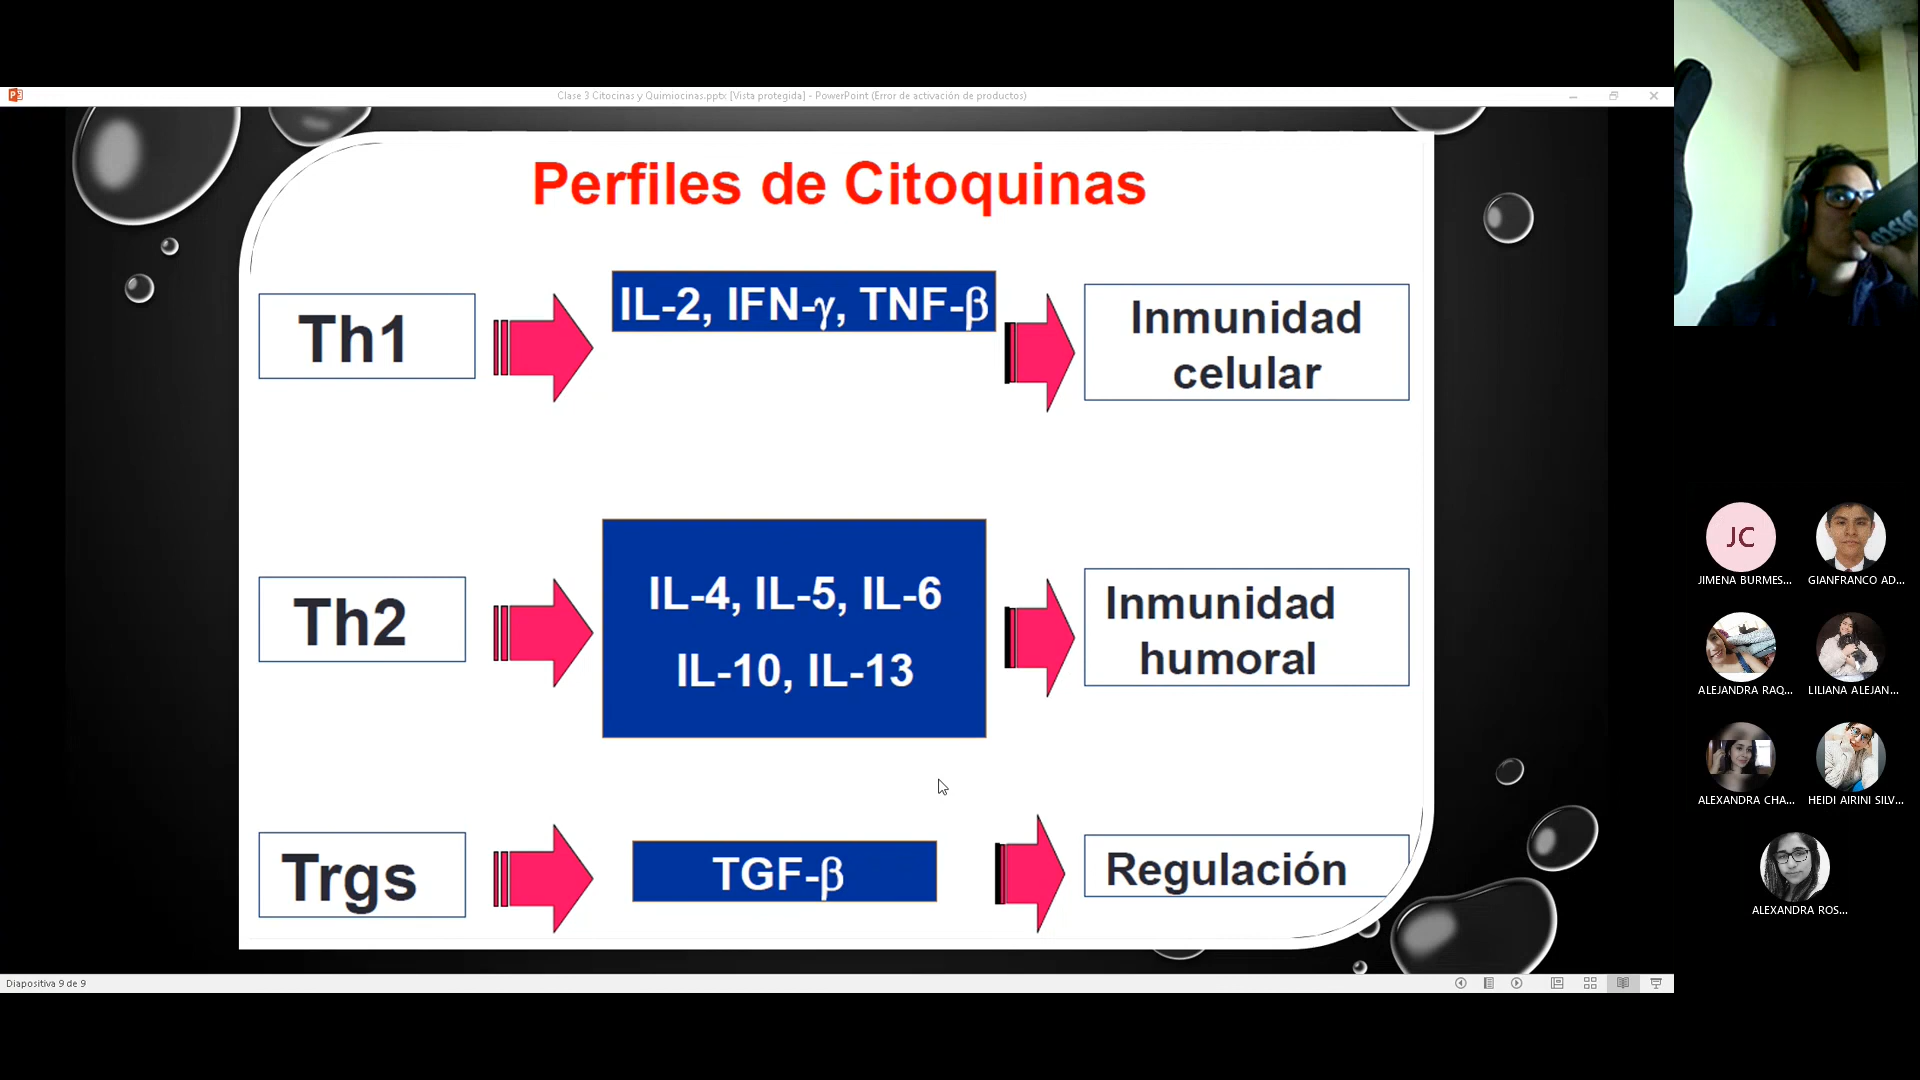 Clase 3 Citocinas y Quimiocinas.pptx [Vista protegida] - PowerPoint (Error de activación de productos)
Perfiles de Citoquinas
Th1
IL-2, IFN-γ, TNF-β
Inmunidad
celular
Th2
IL-4, IL-5, IL-6
IL-10, IL-13
Inmunidad
humoral
Trgs
TGF-β
Regulación
Diapositiva 9 de 9
DISCO
JC
JIMENA BURMES...
GIANFRANCO AD...
ALEJANDRA RAQ...
LILIANA ALEJAN...
ALEXANDRA CHA...
HEIDI AIRINI SILV...
ALEXANDRA ROS...